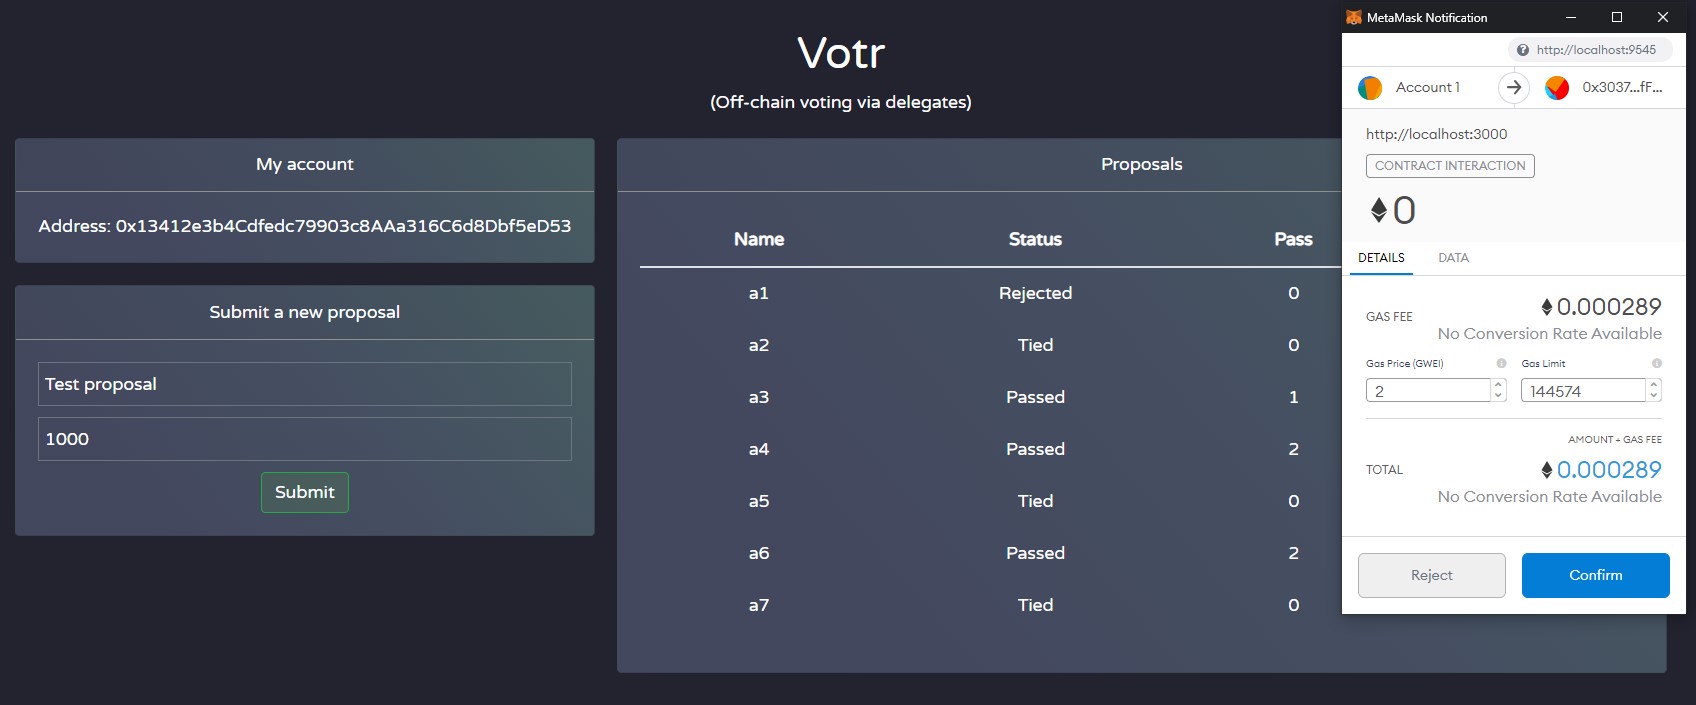 Votr
(Off-chain voting via delegates)
My account
Address: 0x13412e3b4Cdfedc79903c8AAa316C6d8Dbf5eD53
Submit a new proposal
Test proposal
1000
Submit
Proposals
Name Status Pass
a1 Rejected 0
a2 Tied 0
a3 Passed 1
a4 Passed 2
a5 Tied 0
a6 Passed 2
a7 Tied 0
MetaMask Notification
http://localhost:9545
Account 1 0x3037...fF...
http://localhost:3000
CONTRACT INTERACTION
0
DETAILS DATA
GAS FEE 0.000289
No Conversion Rate Available
Gas Price (GWEI) Gas Limit
2 144574
AMOUNT + GAS FEE
TOTAL 0.000289
No Conversion Rate Available
Reject Confirm